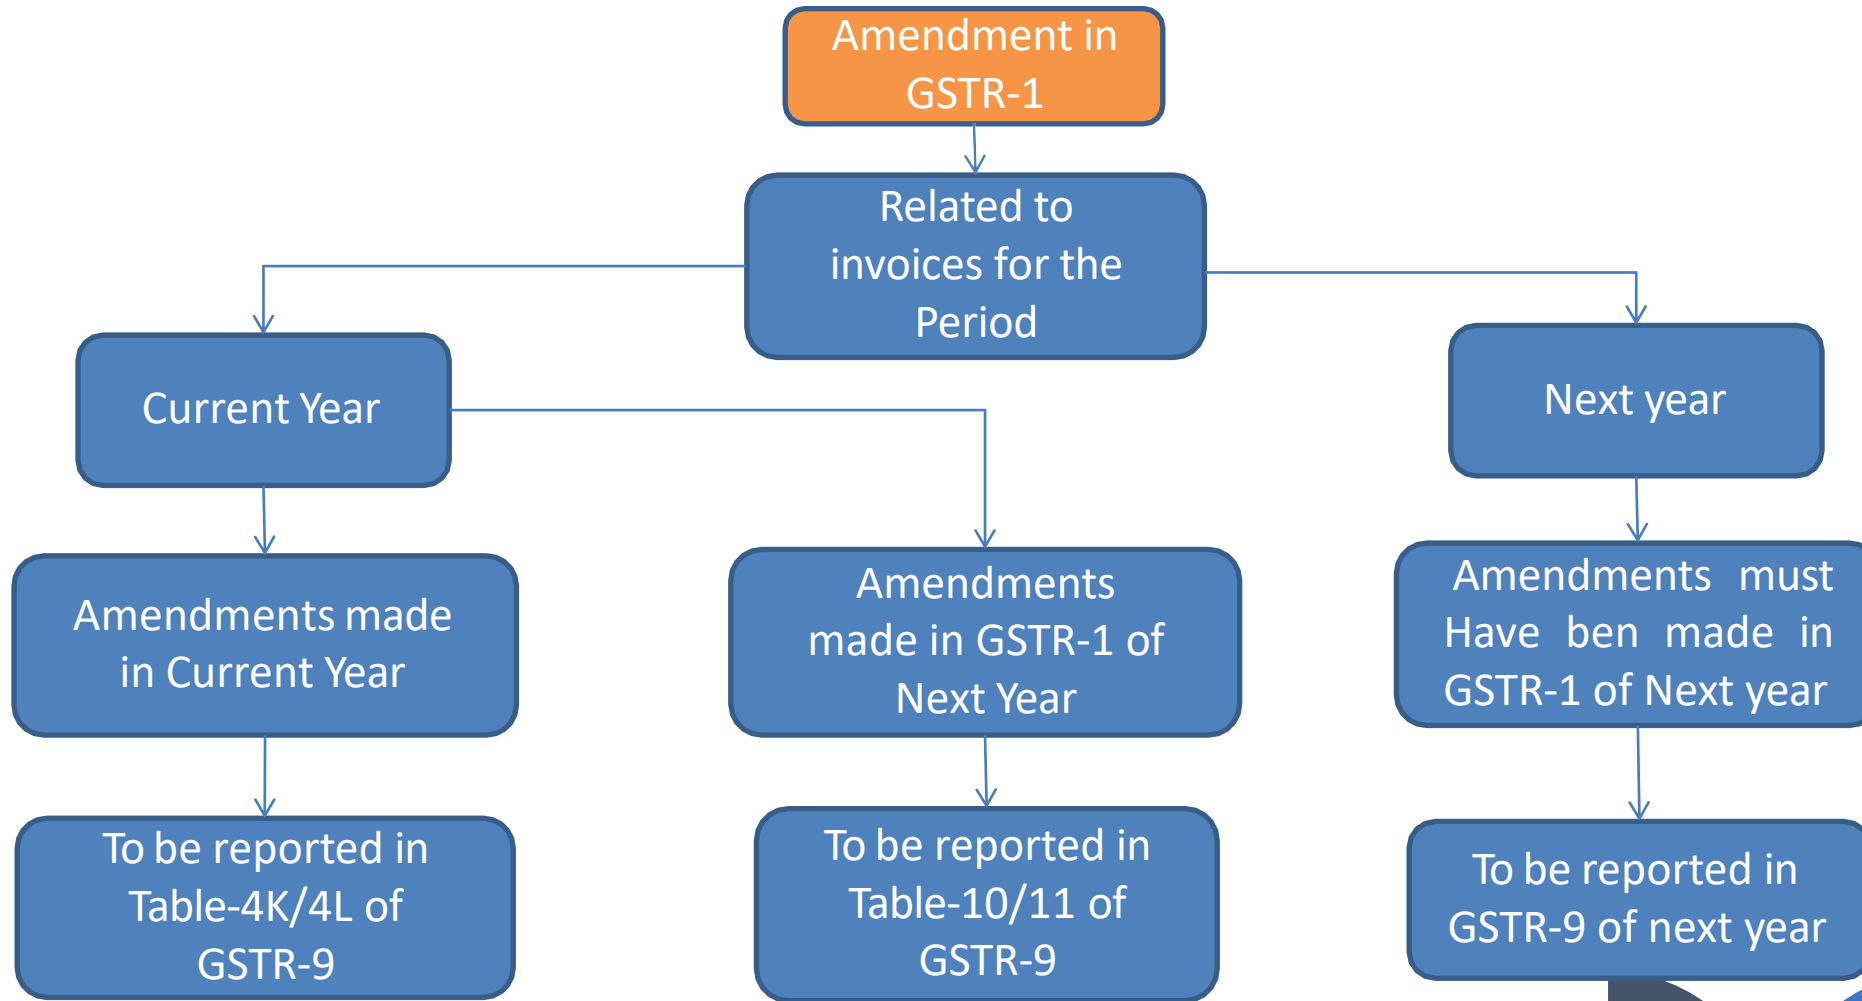 Amendment in
GSTR-1
Related to
invoices for the
Period
Current Year
Next year
Amendments made
in Current Year
Amendments
made in GSTR-1 of
Next Year
Amendments must
Have ben made in
GSTR-1 of Next year
To be reported in
Table-4K/4L of
GSTR-9
To be reported in
Table-10/11 of
GSTR-9
To be reported in
GSTR-9 of next year